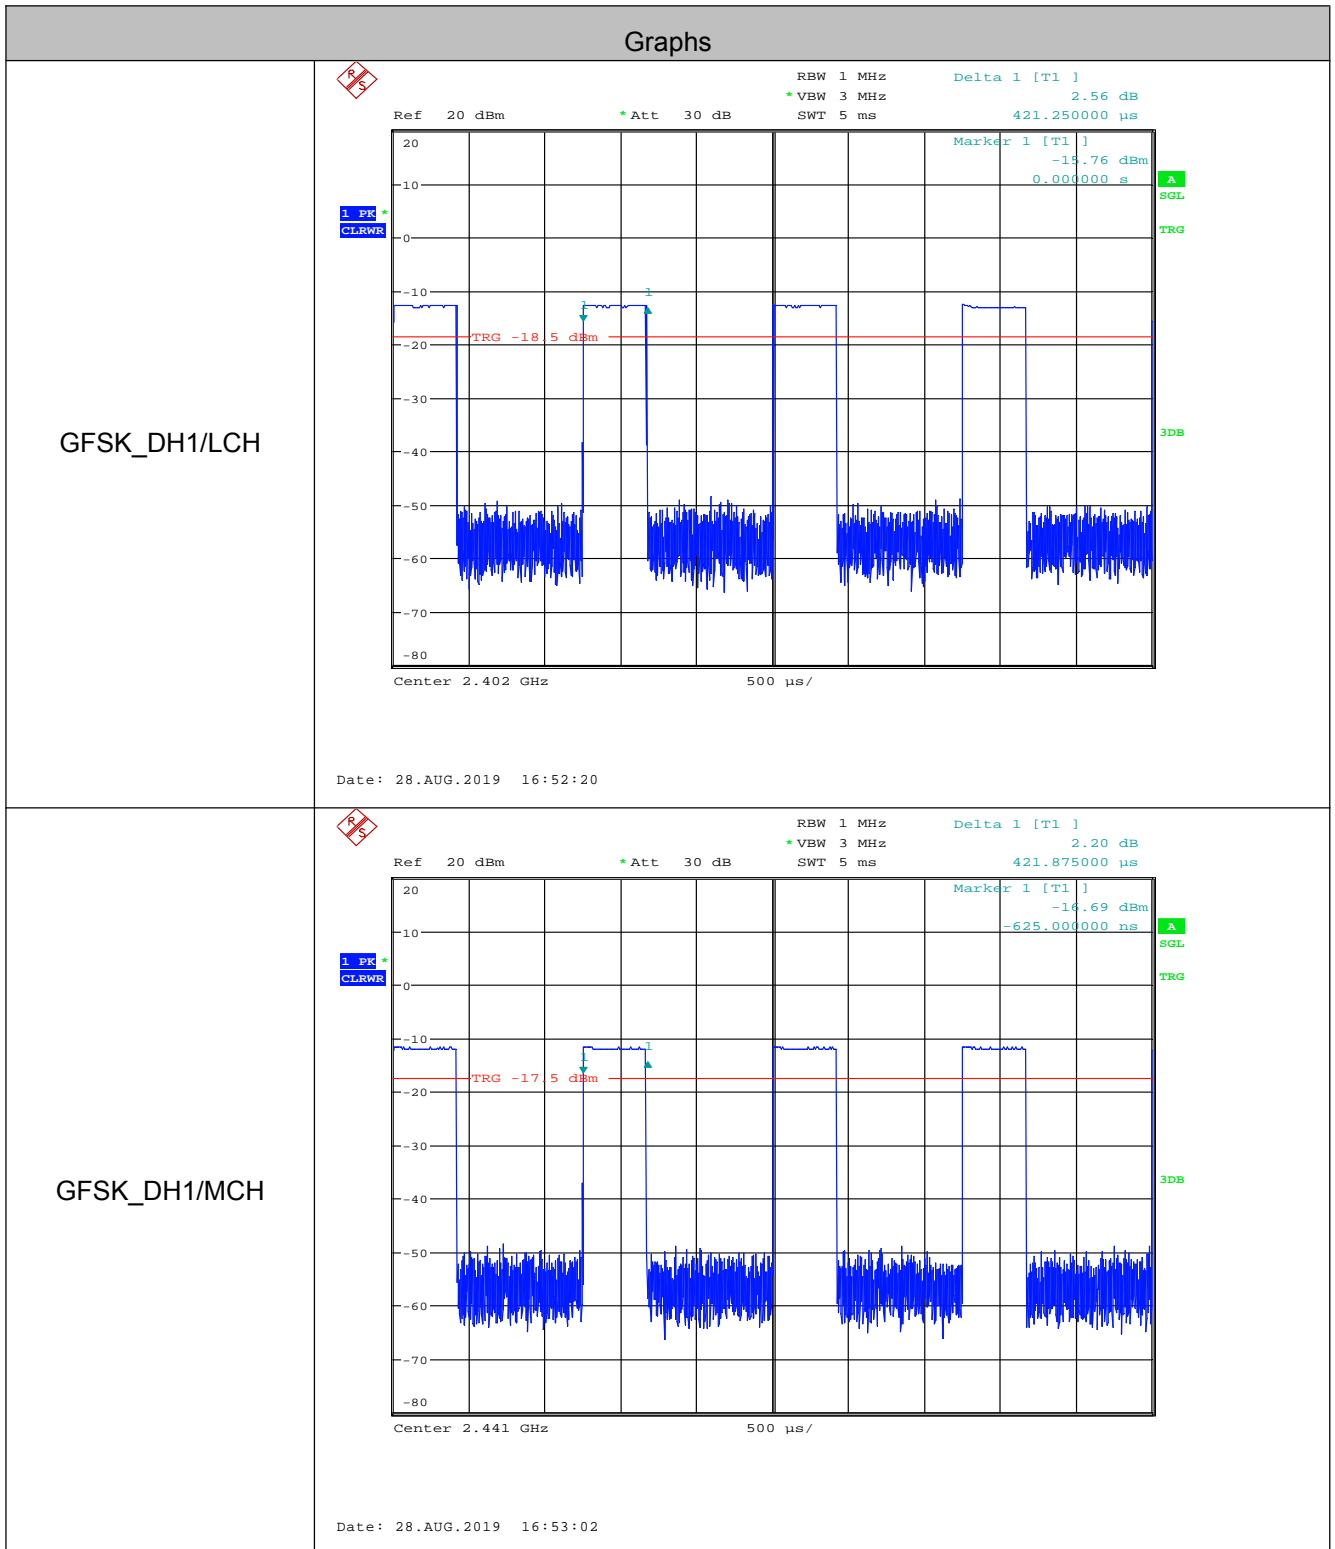 Graphs
GFSK_DH1/LCH
R S
RBW 1 MHz
Delta 1 [T1 ]
*VBW 3 MHz
2.56 dB
Ref 20 dBm
*Att 30 dB
SWT 5 ms
421.250000 µs
20
Marker 1 [T1 ]
-15.76 dBm
10
0.000000 s
A
SGL
1 PK *
CLRWR
TRG
0
-10
1
1
TRG -18.5 dBm
-20
-30
3DB
-40
-50
-60
-70
-80
Center 2.402 GHz
500 µs/
Date: 28.AUG.2019 16:52:20
GFSK_DH1/MCH
R S
RBW 1 MHz
Delta 1 [T1 ]
*VBW 3 MHz
2.20 dB
Ref 20 dBm
*Att 30 dB
SWT 5 ms
421.875000 µs
20
Marker 1 [T1 ]
-16.69 dBm
10
-625.000000 ns
A
SGL
1 PK *
CLRWR
TRG
0
-10
1
1
TRG -17.5 dBm
-20
-30
3DB
-40
-50
-60
-70
-80
Center 2.441 GHz
500 µs/
Date: 28.AUG.2019 16:53:02